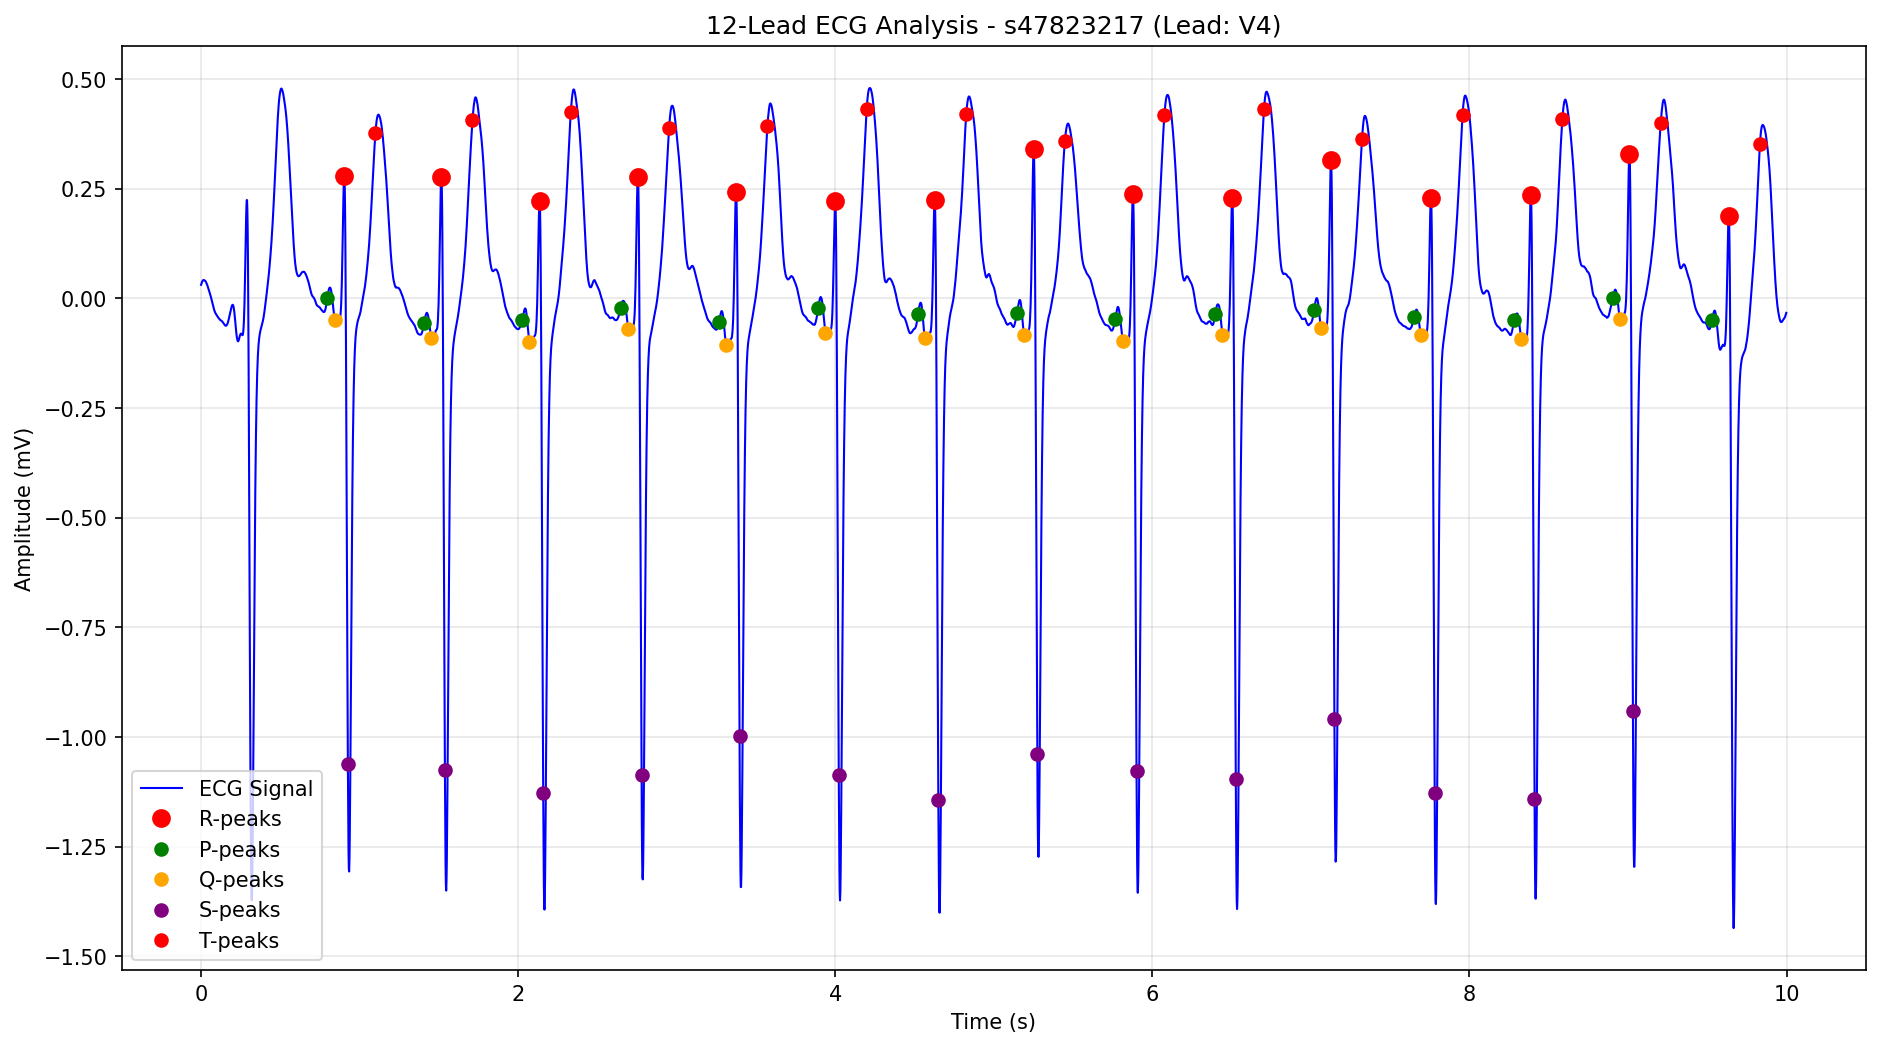 12-Lead ECG Analysis - s47823217 (Lead: V4)
Amplitude (mV)
0.50
0.25
0.00
−0.25
−0.50
−0.75
−1.00
−1.25
−1.50
ECG Signal
R-peaks
P-peaks
Q-peaks
S-peaks
T-peaks
0 2 4 6 8 10
Time (s)